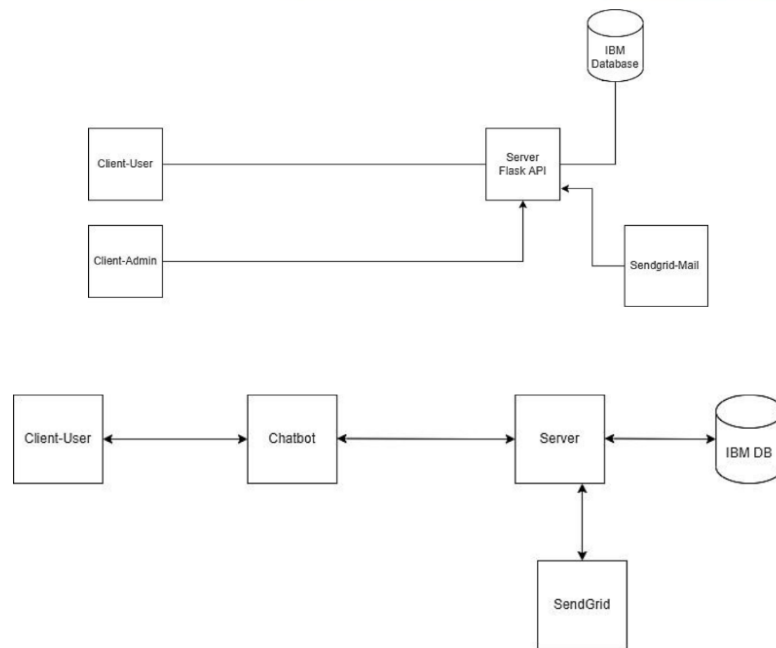 IBM
Database
Client-User
Server
Flask API
Client-Admin
Sendgrid-Mail
Client-User
Chatbot
Server
IBM DB
SendGrid